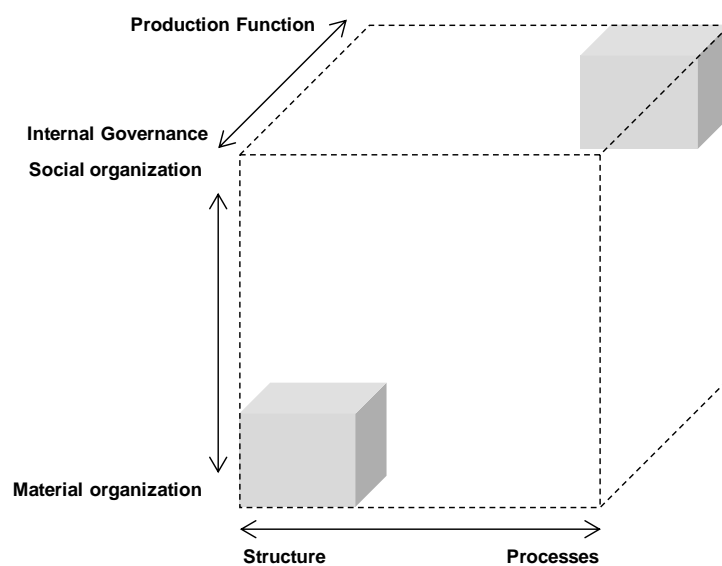 Production Function
Internal Governance
Social organization
Material organization
Structure
Processes